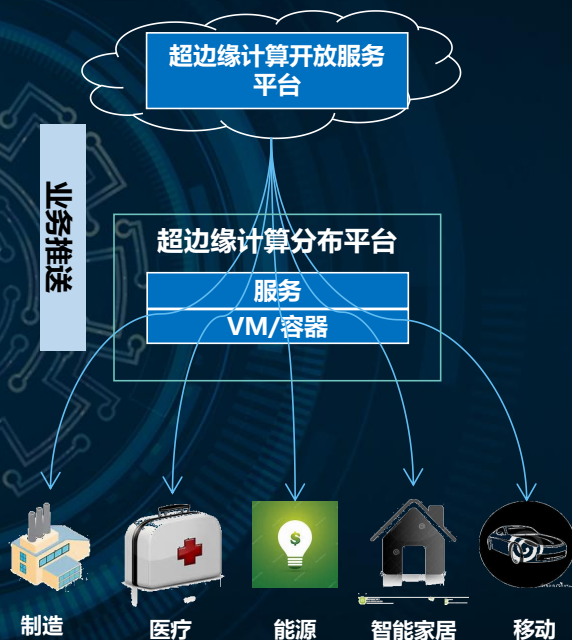 超边缘计算开放服务
平台
业务推送
超边缘计算分布平台
服务
VM/容器
$
制造
医疗
能源
智能家居
移动